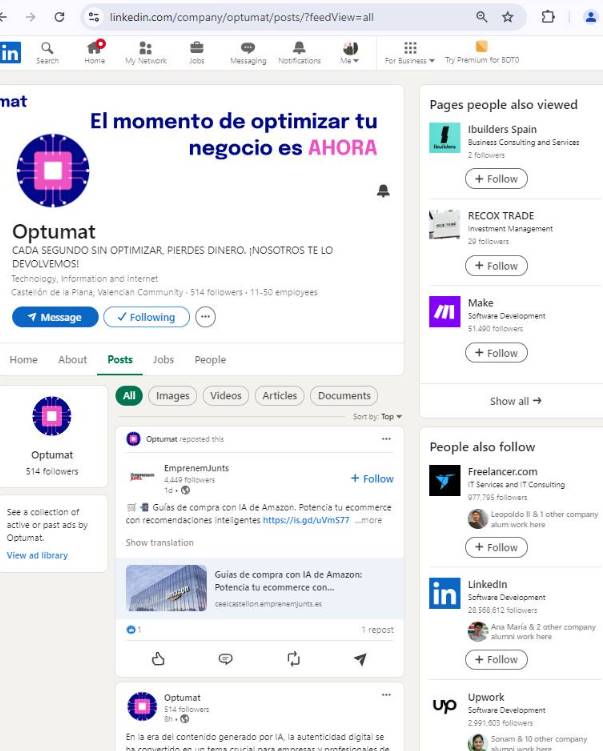 linkedin.com/company/optumat/posts/?feedView=all
in
Search
Home
My Network
Jobs
Messaging
Notifications
Me
For Business
Try Premium for BDT0
mat
El momento de optimizar tu
negocio es AHORA
Optumat
CADA SEGUNDO SIN OPTIMIZAR, PIERDES DINERO. ¡NOSOTROS TE LO
DEVOLVEMOS!
Technology, Information and Internet
Castellón de la Plana, Valencian Community · 514 followers · 11-50 employees
Message
Following
Home
About
Posts
Jobs
People
Optumat
514 followers
See a collection of
active or past ads by
Optumat.
View ad library
All
Images
Videos
Articles
Documents
Sort by: Top
Optumat reposted this
EmprenemJunts
4,449 followers
1d •
+ Follow
Guías de compra con IA de Amazon. Potencia tu ecommerce
con recomendaciones inteligentes https://is.gd/uVmS77 ...more
Show translation
amazon
Guías de compra con IA de Amazon:
Potencia tu ecommerce con...
ceeicastellon.emprenemjunts.es
1
1 repost
Optumat
514 followers
8h •
En la era del contenido generado por IA, la autenticidad digital se
ha convertido en un tema crucial para empresas y profesionales de
Pages people also viewed
Ibuilders
Ibuilders Spain
Business Consulting and Services
2 followers
+ Follow
RECOX TRADE
RECOX TRADE
Investment Management
29 followers
+ Follow
Make
Software Development
51,490 followers
+ Follow
Show all
People also follow
Freelancer.com
IT Services and IT Consulting
977,795 followers
Leopoldo II & 1 other company
alum work here
+ Follow
in
LinkedIn
Software Development
28,568,612 followers
Ana María & 2 other company
alumni work here
+ Follow
up
Upwork
Software Development
2,991,603 followers
Sonam & 10 other company
alumni work here